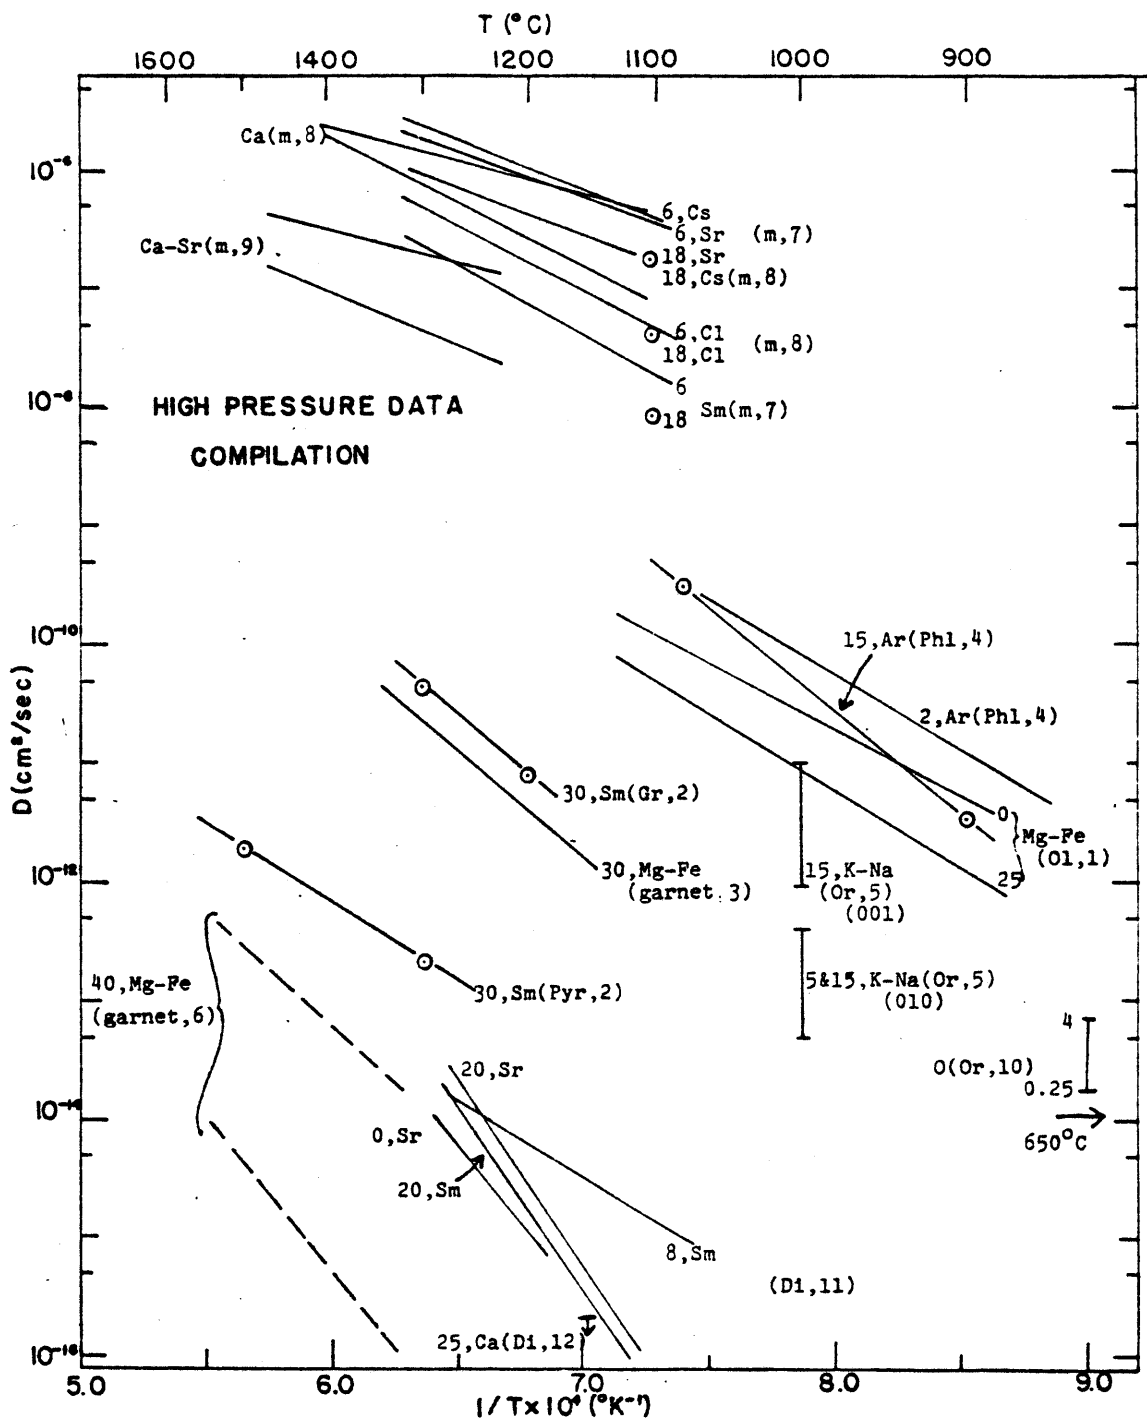 T (°C)
1600 1400 1200 1100 1000 900
Ca(m,8)
10⁻⁶
6,Cs
6,Sr (m,7)
Ca-Sr(m,9)
18,Sr
18,Cs(m,8)
6,Cl
18,Cl (m,8)
6
10⁻⁸
HIGH PRESSURE DATA
18 Sm(m,7)
COMPILATION
10⁻¹⁰
15,Ar(Phl,4)
D(cm²/sec)
2,Ar(Phl,4)
30,Sm(Gr,2)
0
Mg-Fe
(Ol,1)
10⁻¹²
30,Mg-Fe
(garnet 3)
15,K-Na
(Or,5)
(001)
25
40,Mg-Fe
(garnet,6)
30,Sm(Pyr,2)
5&15,K-Na(Or,5)
(010)
4
20,Sr
O(Or,10)
0.25
10⁻¹⁴
0,Sr
650°C
20,Sm
8,Sm
(Di,11)
25,Ca(Di,12)
10⁻¹⁶
5.0 6.0 7.0 8.0 9.0
1/T×10⁴ (°K⁻¹)